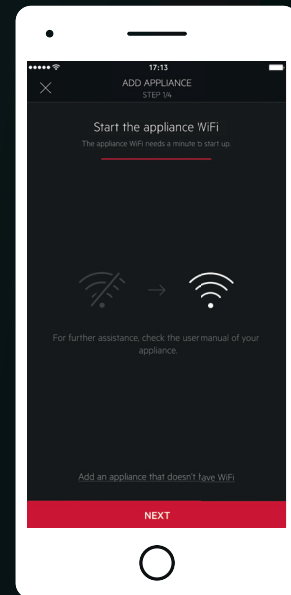 17:13
ADD APPLIANCE
STEP 1/4
Start the appliance WiFi
The appliance WiFi needs a minute to start up.
For further assistance, check the user manual of your
appliance.
Add an appliance that doesn't have WiFi
NEXT